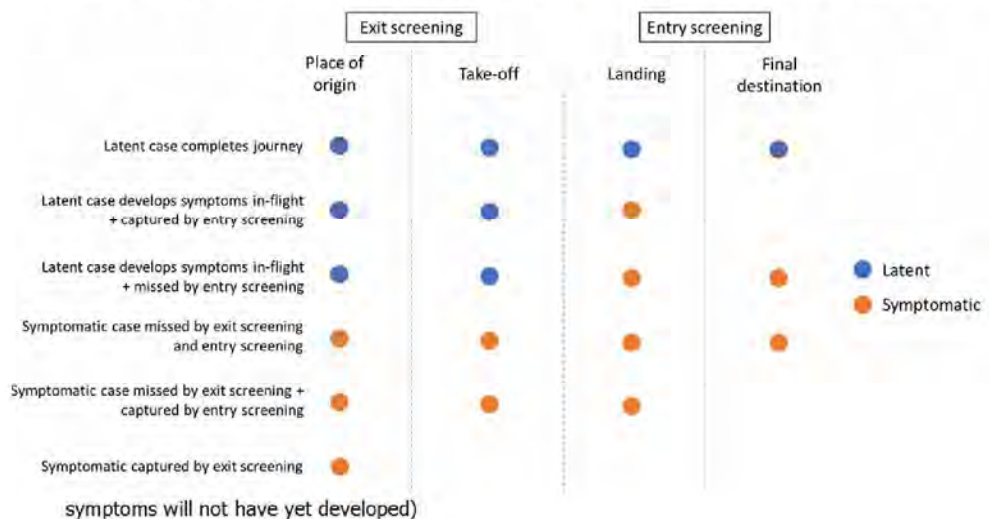 Exit screening
Entry screening
Place of
origin
Take-off
Landing
Final
destination
Latent case completes journey
Latent case develops symptoms in-flight
+ captured by entry screening
Latent case develops symptoms in-flight
+ missed by entry screening
Symptomatic case missed by exit screening
and entry screening
Symptomatic case missed by exit screening +
captured by entry screening
Symptomatic captured by exit screening
Latent
Symptomatic
symptoms will not have yet developed)